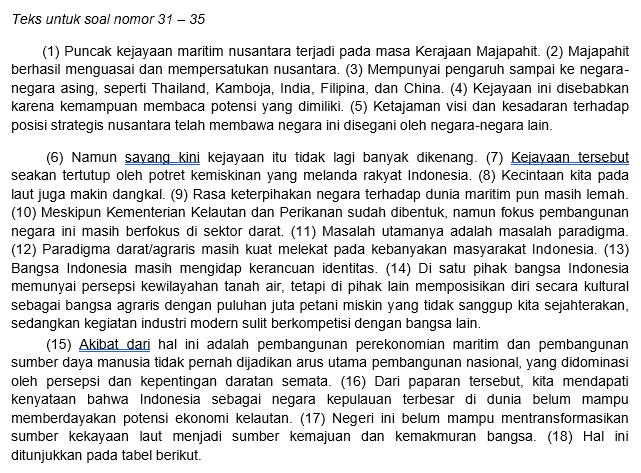 Teks untuk soal nomor 31 – 35
(1) Puncak kejayaan maritim nusantara terjadi pada masa Kerajaan Majapahit. (2) Majapahit
berhasil menguasai dan mempersatukan nusantara. (3) Mempunyai pengaruh sampai ke negara-
negara asing, seperti Thailand, Kamboja, India, Filipina, dan China. (4) Kejayaan ini disebabkan
karena kemampuan membaca potensi yang dimiliki. (5) Ketajaman visi dan kesadaran terhadap
posisi strategis nusantara telah membawa negara ini disegani oleh negara-negara lain.
(6) Namun sayang kini kejayaan itu tidak lagi banyak dikenang. (7) Kejayaan tersebut
seakan tertutup oleh potret kemiskinan yang melanda rakyat Indonesia. (8) Kecintaan kita pada
laut juga makin dangkal. (9) Rasa keterpihakan negara terhadap dunia maritim pun masih lemah.
(10) Meskipun Kementerian Kelautan dan Perikanan sudah dibentuk, namun fokus pembangunan
negara ini masih berfokus di sektor darat. (11) Masalah utamanya adalah masalah paradigma.
(12) Paradigma darat/agraris masih kuat melekat pada kebanyakan masyarakat Indonesia. (13)
Bangsa Indonesia masih mengidap kerancuan identitas. (14) Di satu pihak bangsa Indonesia
memunyai persepsi kewilayahan tanah air, tetapi di pihak lain memposisikan diri secara kultural
sebagai bangsa agraris dengan puluhan juta petani miskin yang tidak sanggup kita sejahterakan,
sedangkan kegiatan industri modern sulit berkompetisi dengan bangsa lain.
(15) Akibat dari hal ini adalah pembangunan perekonomian maritim dan pembangunan
sumber daya manusia tidak pernah dijadikan arus utama pembangunan nasional, yang didominasi
oleh persepsi dan kepentingan daratan semata. (16) Dari paparan tersebut, kita mendapati
kenyataan bahwa Indonesia sebagai negara kepulauan terbesar di dunia belum mampu
memberdayakan potensi ekonomi kelautan. (17) Negeri ini belum mampu mentransformasikan
sumber kekayaan laut menjadi sumber kemajuan dan kemakmuran bangsa. (18) Hal ini
ditunjukkan pada tabel berikut.